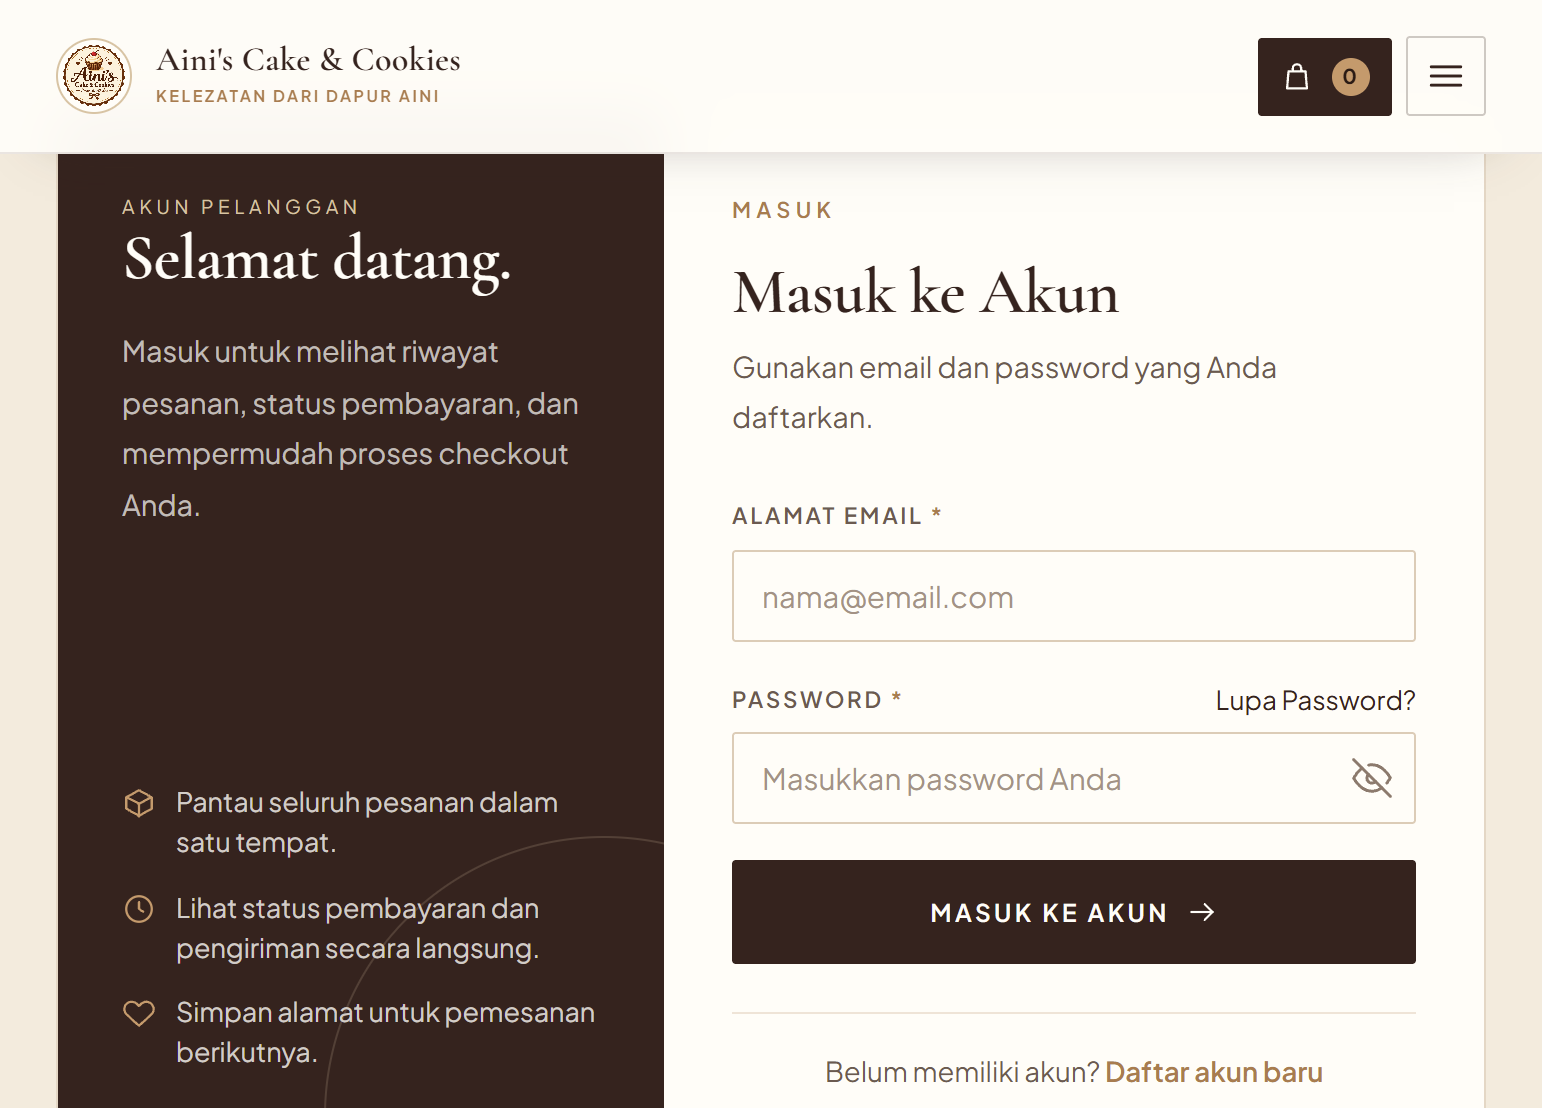 Aini's
Cake & Cookies
Aini's Cake & Cookies
KELEZATAN DARI DAPUR AINI
0
AKUN PELANGGAN
Selamat datang.
Masuk untuk melihat riwayat
pesanan, status pembayaran, dan
mempermudah proses checkout
Anda.
Pantau seluruh pesanan dalam
satu tempat.
Lihat status pembayaran dan
pengiriman secara langsung.
Simpan alamat untuk pemesanan
berikutnya.
MASUK
Masuk ke Akun
Gunakan email dan password yang Anda
daftarkan.
ALAMAT EMAIL *
nama@email.com
PASSWORD *
Lupa Password?
Masukkan password Anda
MASUK KE AKUN →
Belum memiliki akun? Daftar akun baru